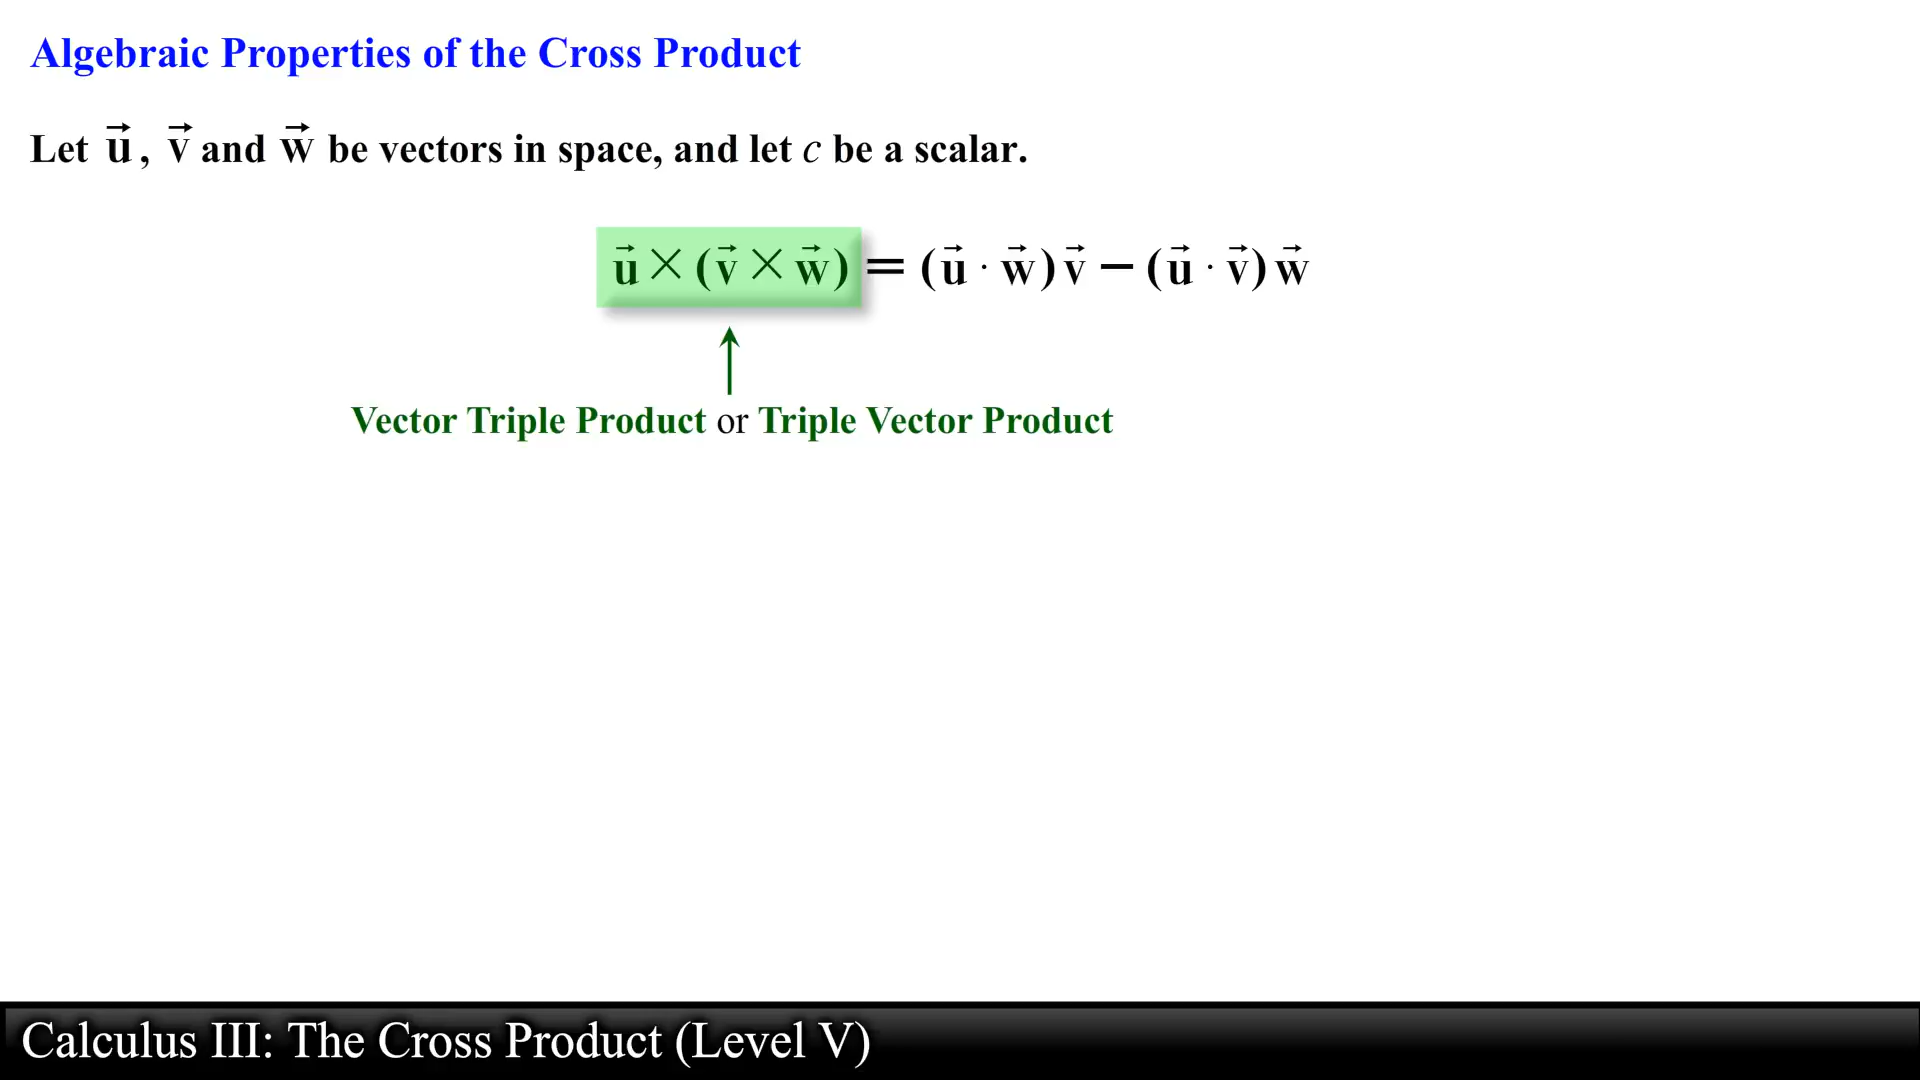 Algebraic Properties of the Cross Product
Let u⃗, v⃗ and w⃗ be vectors in space, and let c be a scalar.
u⃗ × (v⃗ × w⃗) = (u⃗ · w⃗) v⃗ − (u⃗ · v⃗) w⃗
Vector Triple Product or Triple Vector Product
Calculus III: The Cross Product (Level V)